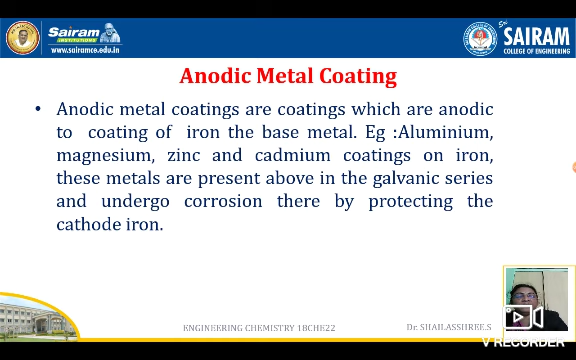 Sairam
INSTITUTIONS
www.sairamce.edu.in
SAIRAM
COLLEGE OF ENGINEERING
Anodic Metal Coating
• Anodic metal coatings are coatings which are anodic
to coating of iron the base metal. Eg :Aluminium,
magnesium, zinc and cadmium coatings on iron,
these metals are present above in the galvanic series
and undergo corrosion there by protecting the
cathode iron.
ENGINEERING CHEMISTRY 18CHE22
Dr. SHAILASHREE.S
V RECORDER